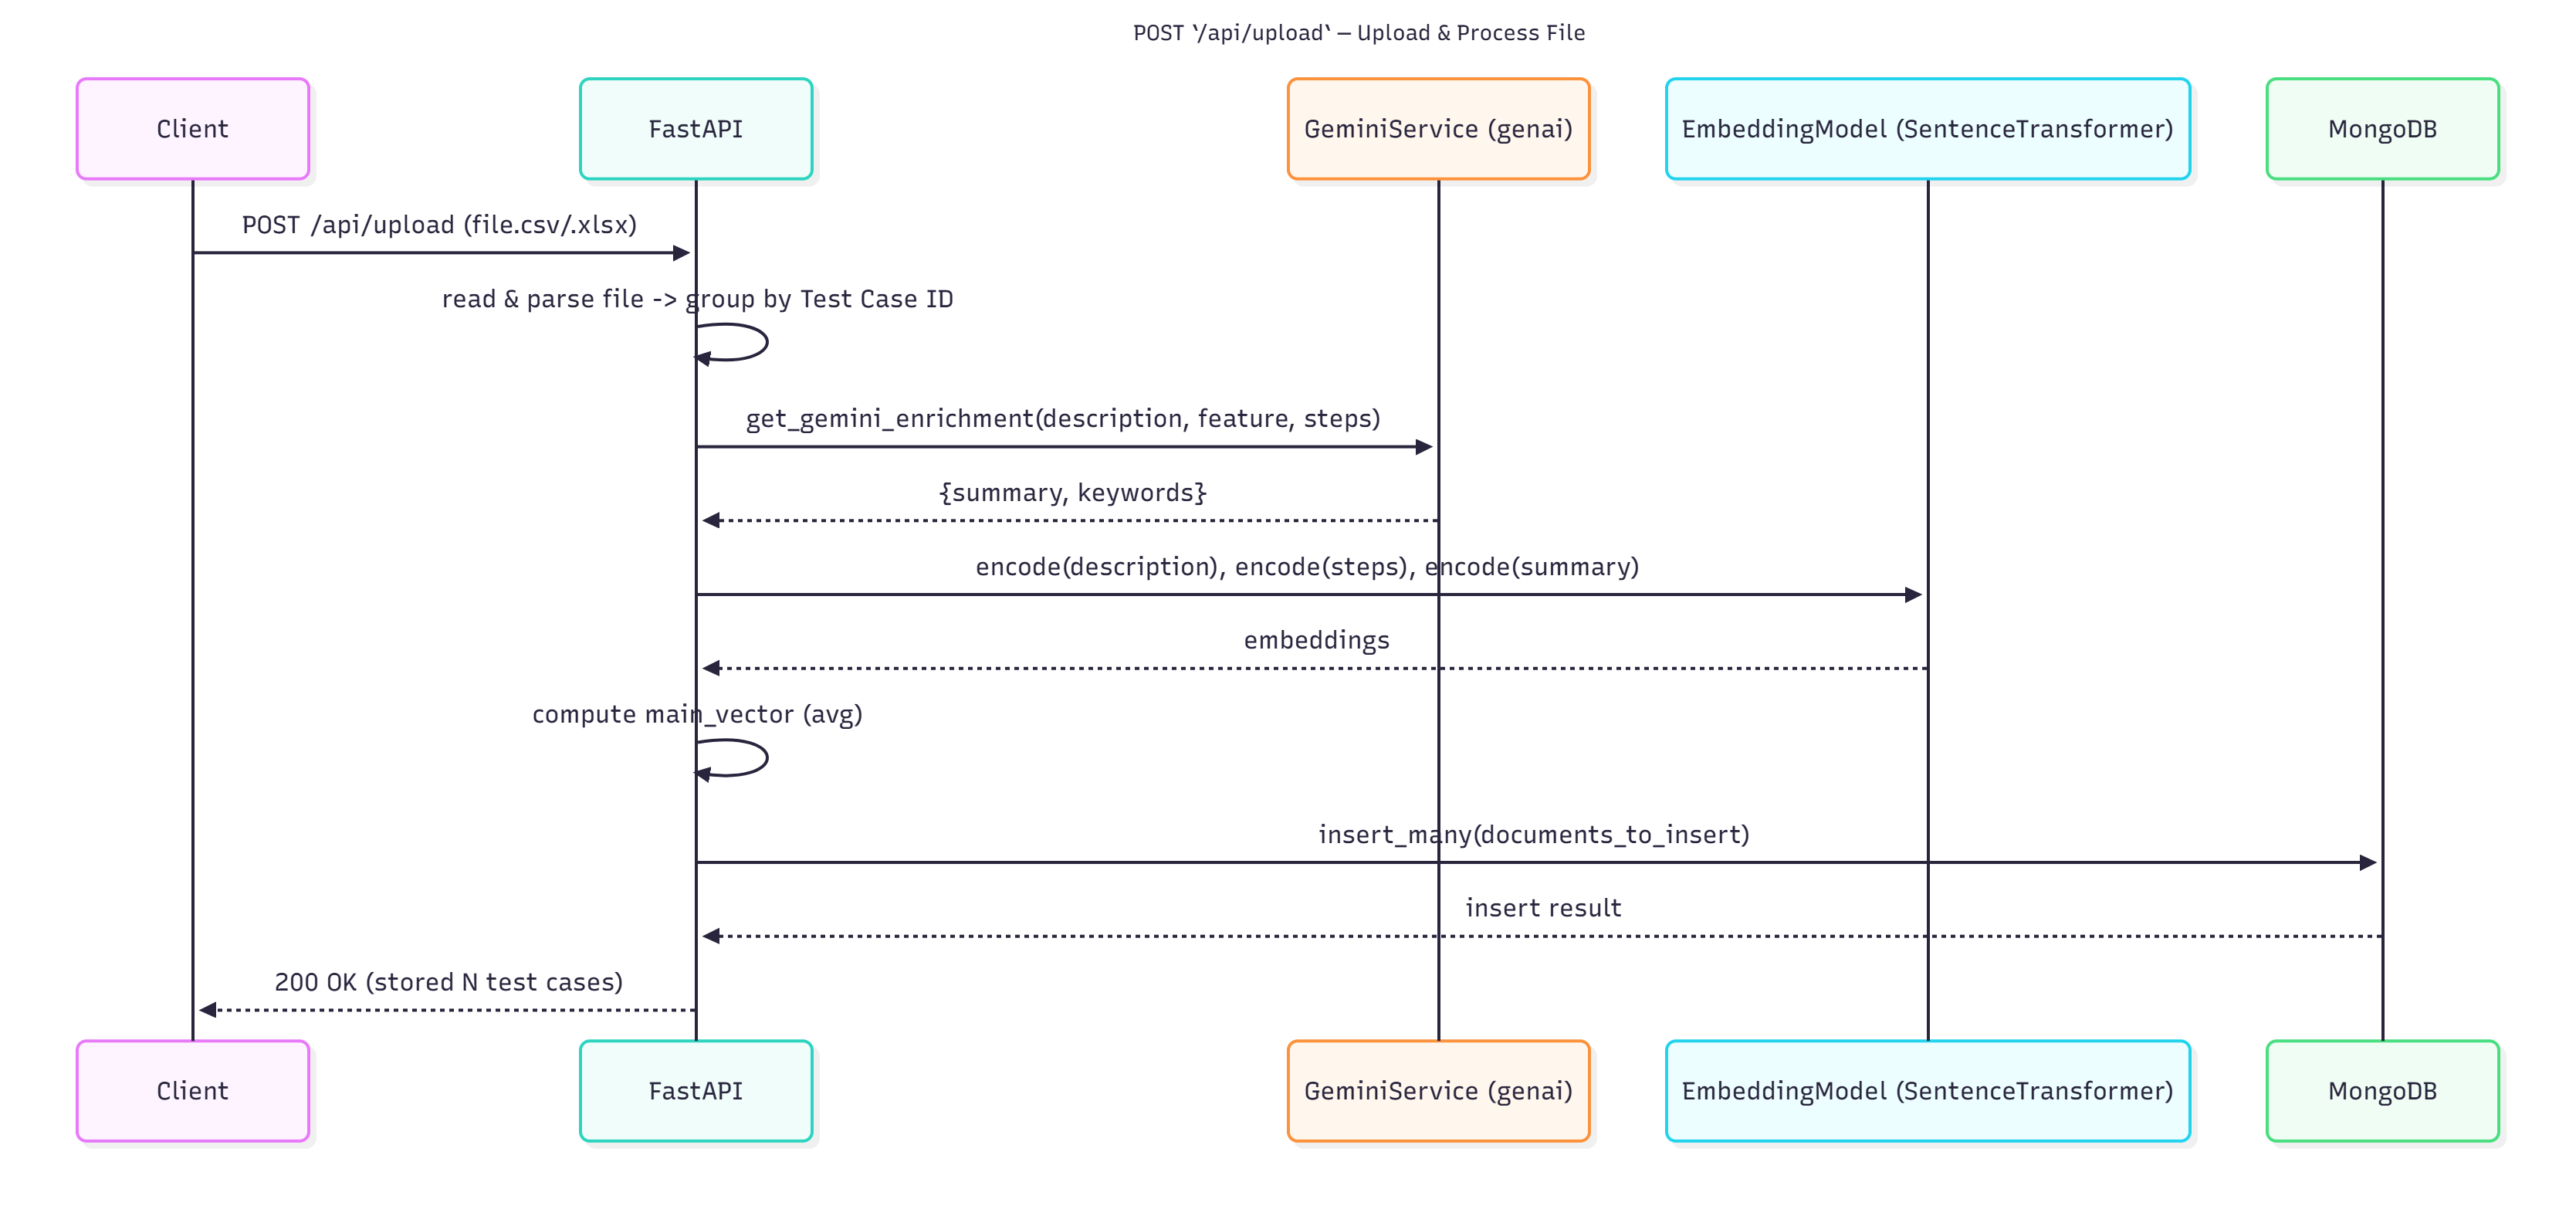 POST `/api/upload` — Upload & Process File
Client
FastAPI
GeminiService (genai)
EmbeddingModel (SentenceTransformer)
MongoDB
POST /api/upload (file.csv/.xlsx)
read & parse file -> group by Test Case ID
get_gemini_enrichment(description, feature, steps)
{summary, keywords}
encode(description), encode(steps), encode(summary)
embeddings
compute main_vector (avg)
insert_many(documents_to_insert)
insert result
200 OK (stored N test cases)
Client
FastAPI
GeminiService (genai)
EmbeddingModel (SentenceTransformer)
MongoDB